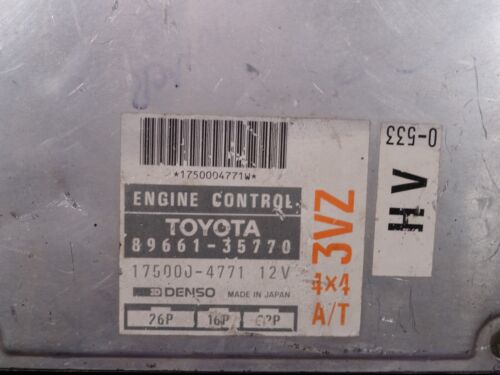 *1750004771W*
ENGINE CONTROL
TOYOTA
89661-35770
175000-4771 12V
DENSO MADE IN JAPAN
26P 16P
3VZ
4×4
A/T
HV
0-533